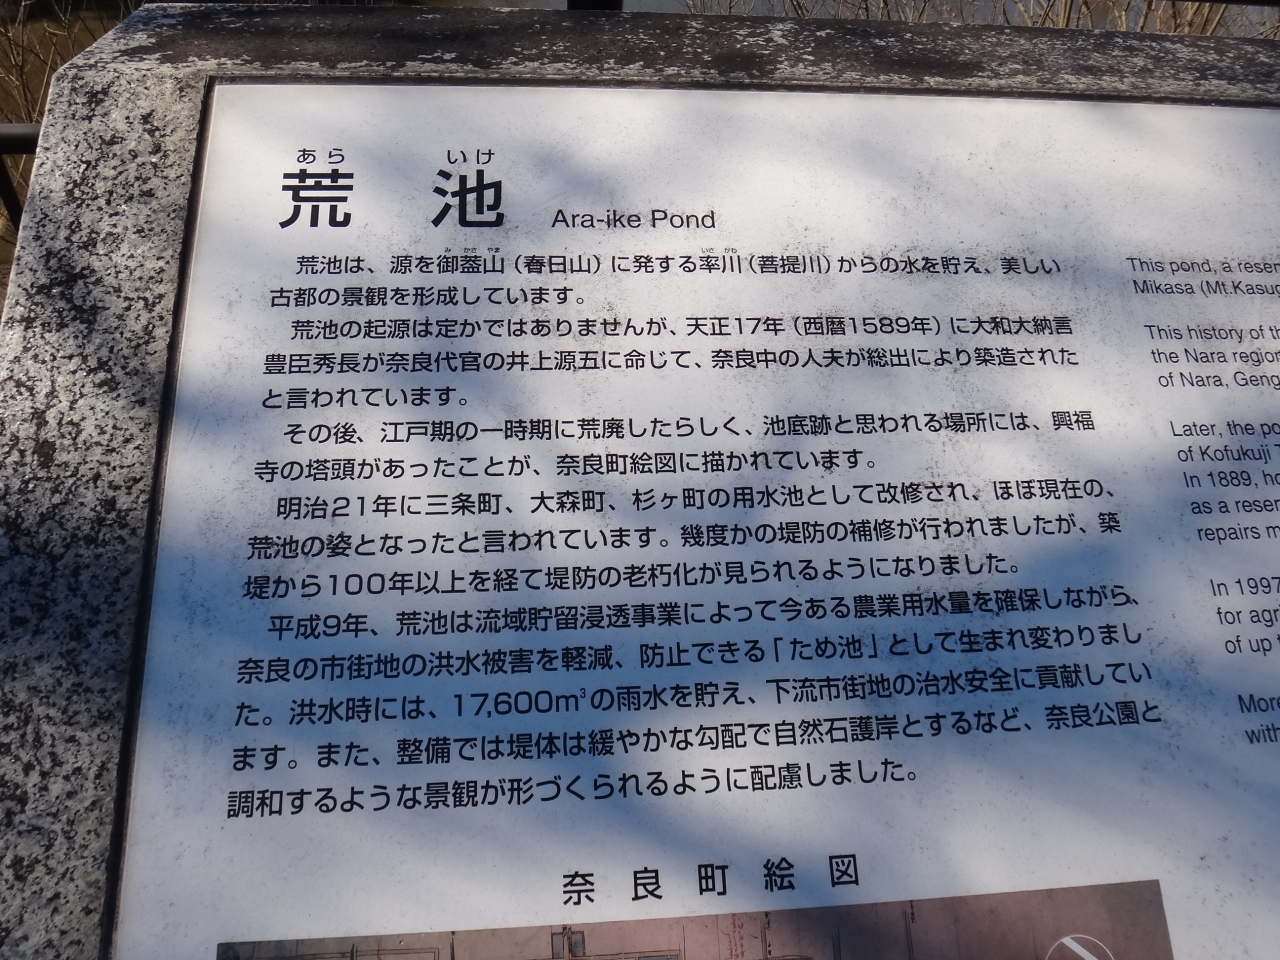 あら いけ
荒 池 Ara-ike Pond
み かさ やま いさ がわ
荒池は、源を御蓋山（春日山）に発する率川（菩提川）からの水を貯え、美しい
古都の景観を形成しています。
荒池の起源は定かではありませんが、天正17年（西暦1589年）に大和大納言
豊臣秀長が奈良代官の井上源五に命じて、奈良中の人夫が総出により築造された
と言われています。
その後、江戸期の一時期に荒廃したらしく、池底跡と思われる場所には、興福
寺の塔頭があったことが、奈良町絵図に描かれています。
明治21年に三条町、大森町、杉ヶ町の用水池として改修され、ほぼ現在の、
荒池の姿となったと言われています。幾度かの堤防の補修が行われましたが、築
堤から100年以上を経て堤防の老朽化が見られるようになりました。
平成9年、荒池は流域貯留浸透事業によって今ある農業用水量を確保しながら、
奈良の市街地の洪水被害を軽減、防止できる「ため池」として生まれ変わりまし
た。洪水時には、17,600m³の雨水を貯え、下流市街地の治水安全に貢献してい
ます。また、整備では堤体は緩やかな勾配で自然石護岸とするなど、奈良公園と
調和するような景観が形づくられるように配慮しました。
奈良町絵図
This pond, a reser
Mikasa (Mt.Kasug
This history of th
the Nara region
of Nara, Geng
Later, the po
of Kofukuji T
In 1889, ho
as a reser
repairs m
In 1997
for agr
of up
More
with